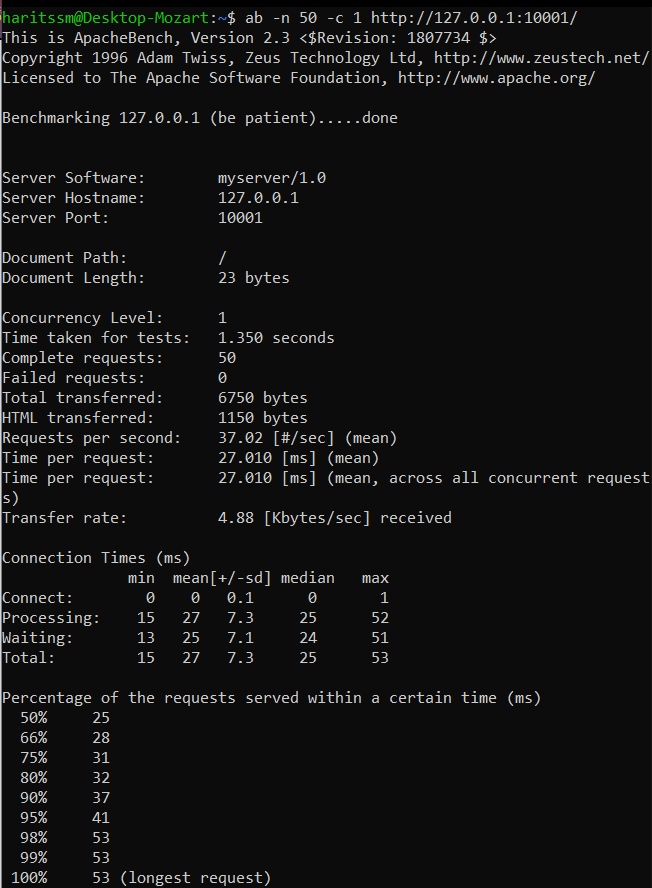 haritssm@Desktop-Mozart:~$ ab -n 50 -c 1 http://127.0.0.1:10001/
This is ApacheBench, Version 2.3 <$Revision: 1807734 $>
Copyright 1996 Adam Twiss, Zeus Technology Ltd, http://www.zeustech.net/
Licensed to The Apache Software Foundation, http://www.apache.org/

Benchmarking 127.0.0.1 (be patient).....done


Server Software:        myserver/1.0
Server Hostname:        127.0.0.1
Server Port:            10001

Document Path:          /
Document Length:        23 bytes

Concurrency Level:      1
Time taken for tests:   1.350 seconds
Complete requests:      50
Failed requests:        0
Total transferred:      6750 bytes
HTML transferred:       1150 bytes
Requests per second:    37.02 [#/sec] (mean)
Time per request:       27.010 [ms] (mean)
Time per request:       27.010 [ms] (mean, across all concurrent request
s)
Transfer rate:          4.88 [Kbytes/sec] received

Connection Times (ms)
              min  mean[+/-sd] median   max
Connect:        0    0   0.1      0       1
Processing:    15   27   7.3     25      52
Waiting:       13   25   7.1     24      51
Total:         15   27   7.3     25      53

Percentage of the requests served within a certain time (ms)
  50%     25
  66%     28
  75%     31
  80%     32
  90%     37
  95%     41
  98%     53
  99%     53
 100%     53 (longest request)